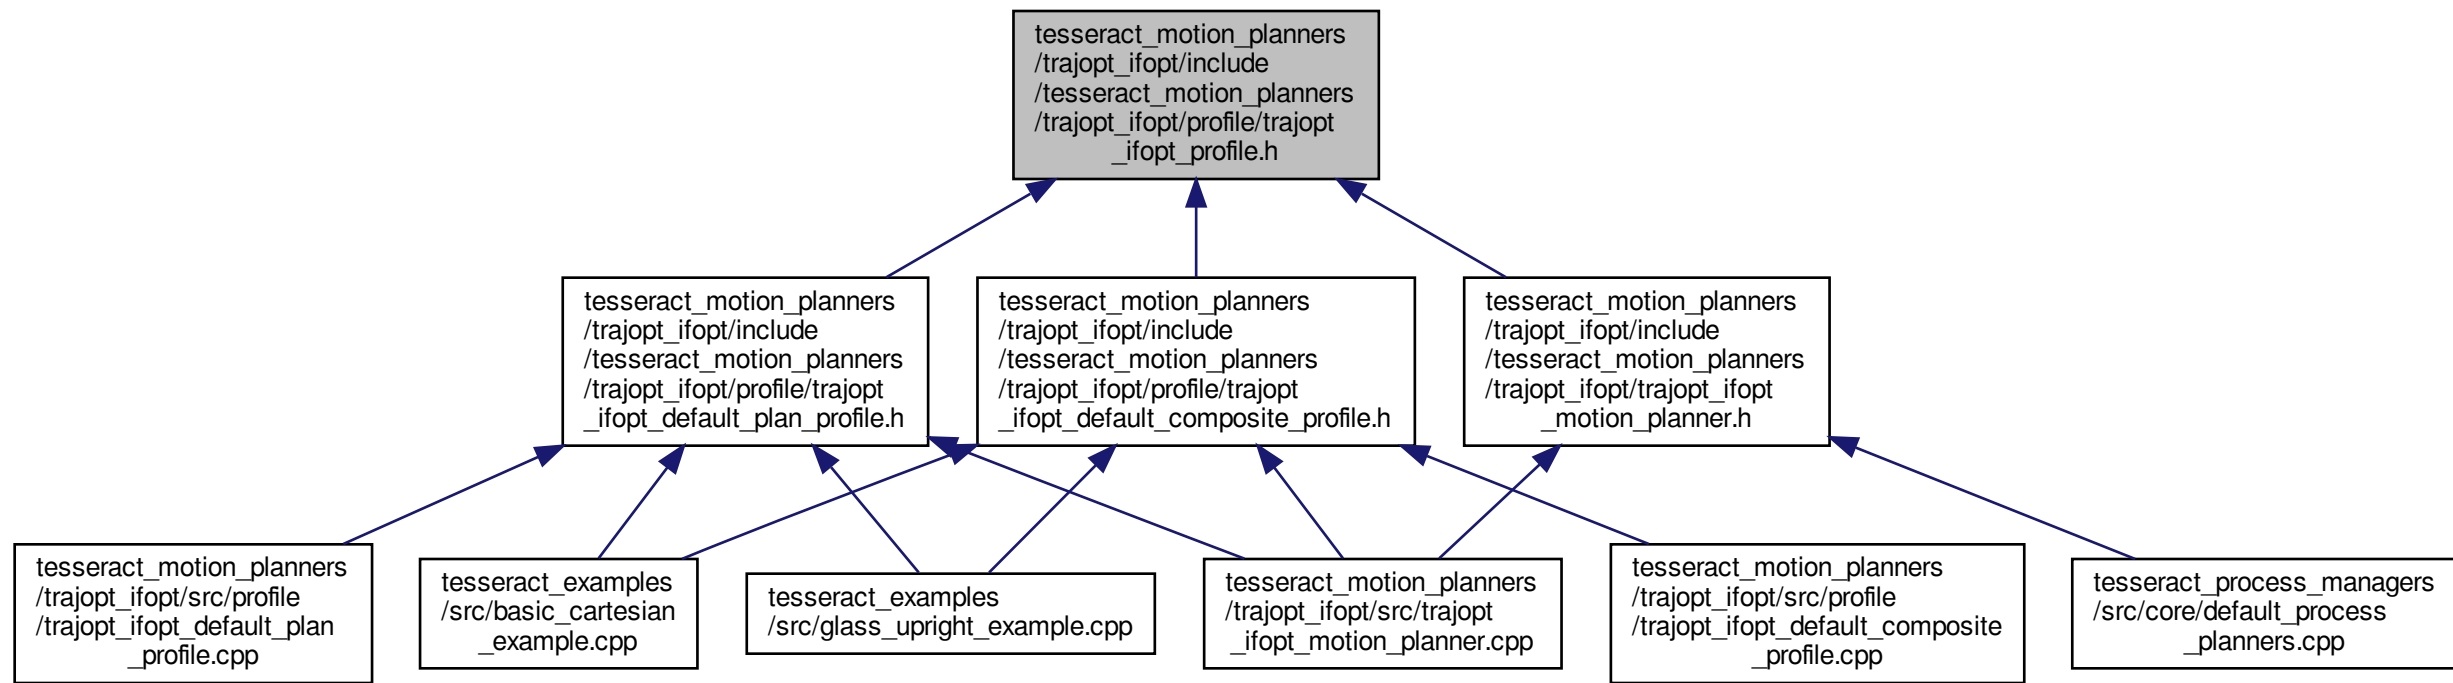 tesseract_motion_planners
/trajopt_ifopt/include
/tesseract_motion_planners
/trajopt_ifopt/profile/trajopt
_ifopt_profile.h
tesseract_motion_planners
/trajopt_ifopt/include
/tesseract_motion_planners
/trajopt_ifopt/profile/trajopt
_ifopt_default_plan_profile.h
tesseract_motion_planners
/trajopt_ifopt/include
/tesseract_motion_planners
/trajopt_ifopt/profile/trajopt
_ifopt_default_composite_profile.h
tesseract_motion_planners
/trajopt_ifopt/include
/tesseract_motion_planners
/trajopt_ifopt/trajopt_ifopt
_motion_planner.h
tesseract_motion_planners
/trajopt_ifopt/src/profile
/trajopt_ifopt_default_plan
_profile.cpp
tesseract_examples
/src/basic_cartesian
_example.cpp
tesseract_examples
/src/glass_upright_example.cpp
tesseract_motion_planners
/trajopt_ifopt/src/trajopt
_ifopt_motion_planner.cpp
tesseract_motion_planners
/trajopt_ifopt/src/profile
/trajopt_ifopt_default_composite
_profile.cpp
tesseract_process_managers
/src/core/default_process
_planners.cpp